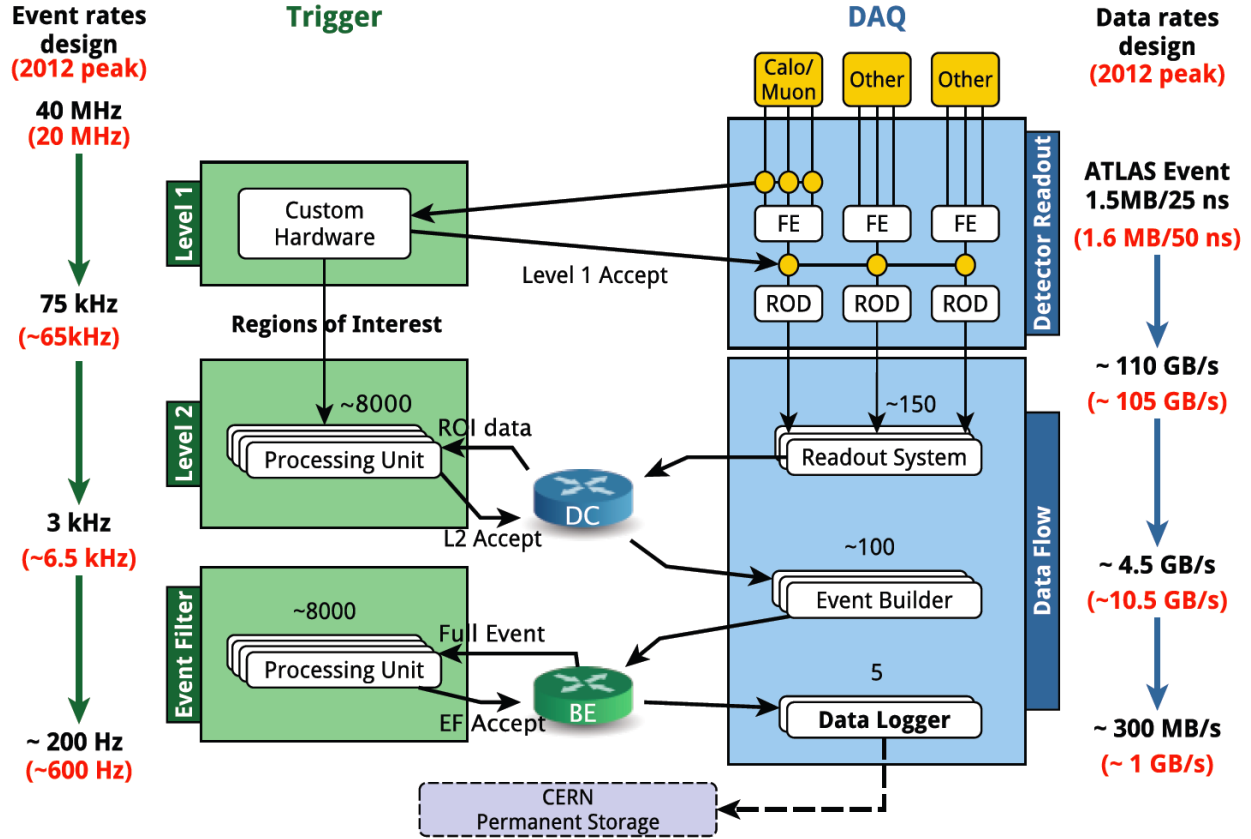 Event rates
design
(2012 peak)
Trigger
DAQ
Data rates
design
(2012 peak)
40 MHz
(20 MHz)
75 kHz
(~65kHz)
3 kHz
(~6.5 kHz)
~ 200 Hz
(~600 Hz)
Level 1
Custom
Hardware
Level 1 Accept
Regions of Interest
Level 2
~8000
Processing Unit
ROI data
L2 Accept
DC
Event Filter
~8000
Processing Unit
Full Event
EF Accept
BE
Calo/
Muon
Other
Other
FE
FE
FE
ROD
ROD
ROD
Detector Readout
~150
Readout System
~100
Event Builder
5
Data Logger
Data Flow
CERN
Permanent Storage
ATLAS Event
1.5MB/25 ns
(1.6 MB/50 ns)
~ 110 GB/s
(~ 105 GB/s)
~ 4.5 GB/s
(~10.5 GB/s)
~ 300 MB/s
(~ 1 GB/s)